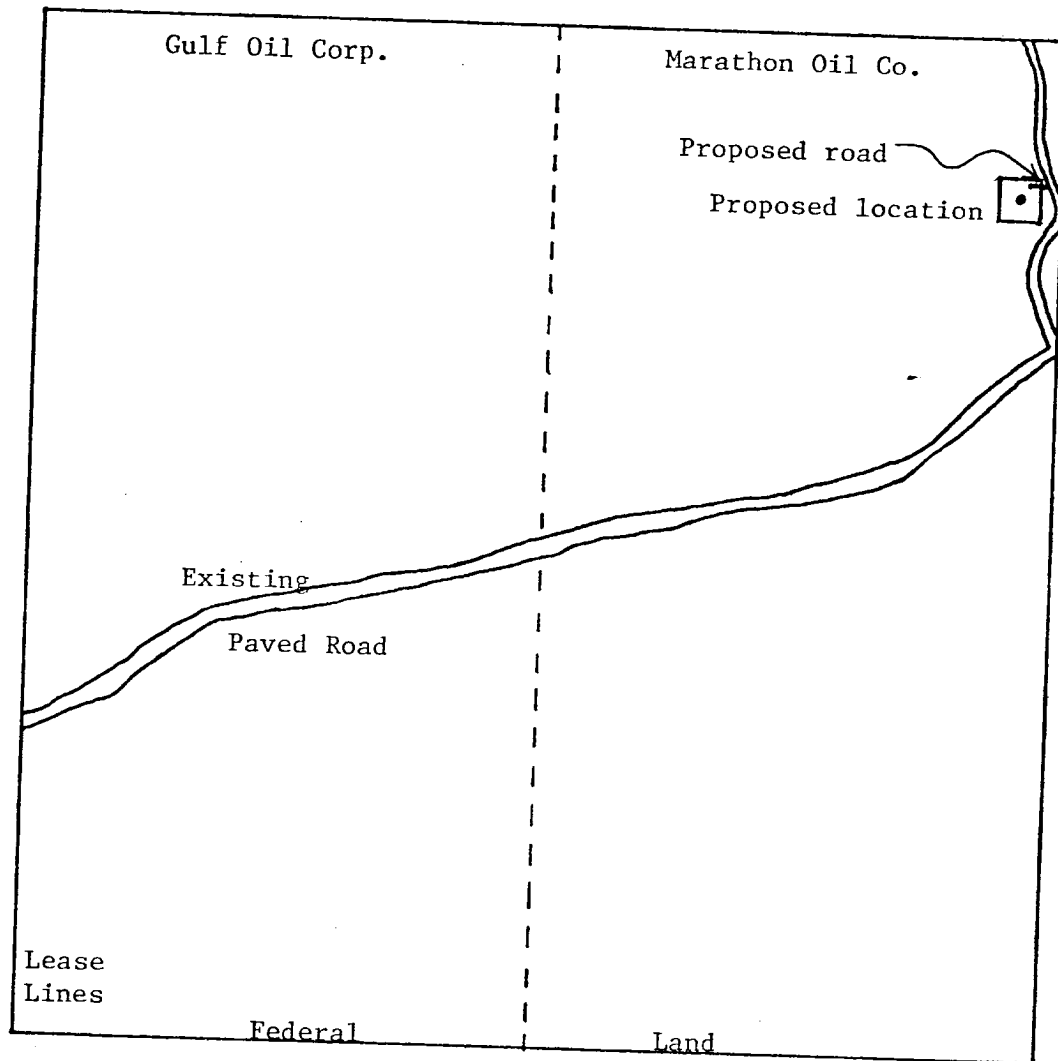 Gulf Oil Corp.
Marathon Oil Co.
Proposed road
Proposed location
Existing
Paved Road
Lease
Lines
Federal
Land